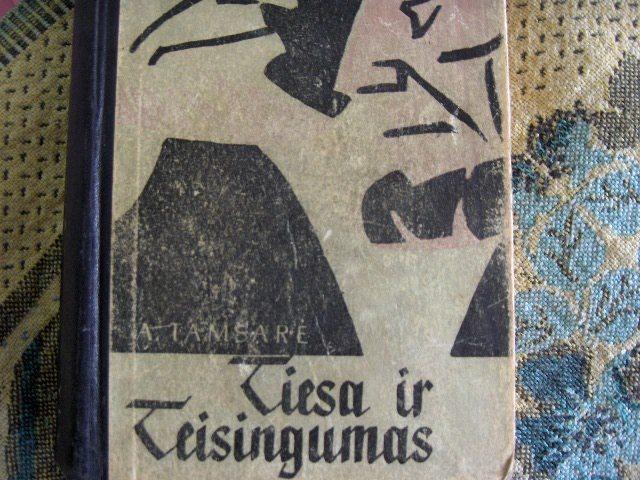 A. TAMSARE
Tiesa ir
Teisingumas